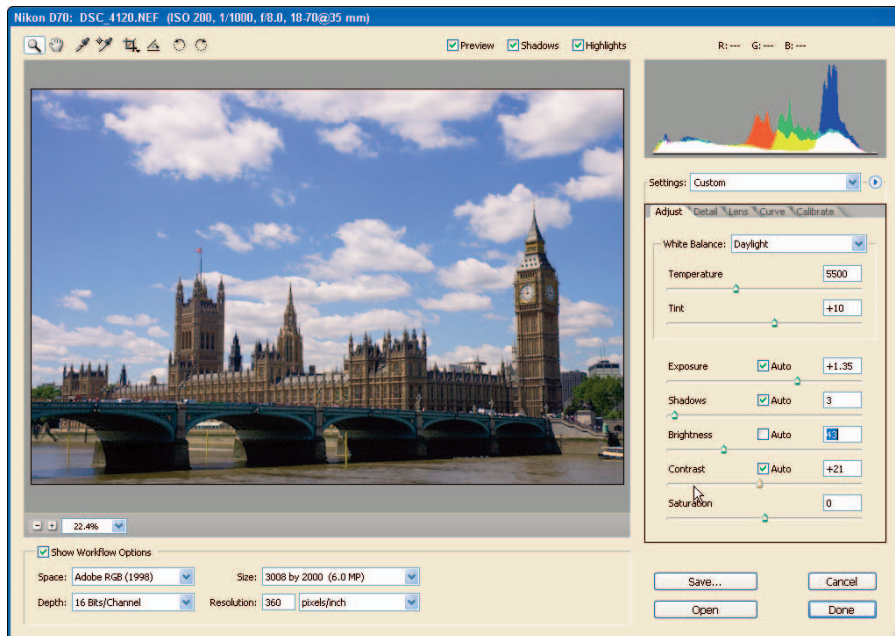 Nikon D70: DSC_4120.NEF (ISO 200, 1/1000, f/8.0, 18-70@35 mm)
Preview Shadows Highlights R: --- G: --- B: ---
Settings: Custom
Adjust Detail Lens Curve Calibrate
White Balance: Daylight
Temperature 5500
Tint +10
Exposure Auto +1.35
Shadows Auto 3
Brightness Auto
Contrast Auto +21
Saturation 0
22.4%
Show Workflow Options
Space: Adobe RGB (1998) Size: 3008 by 2000 (6.0 MP)
Depth: 16 Bits/Channel Resolution: 360 pixels/inch
Save... Cancel
Open Done